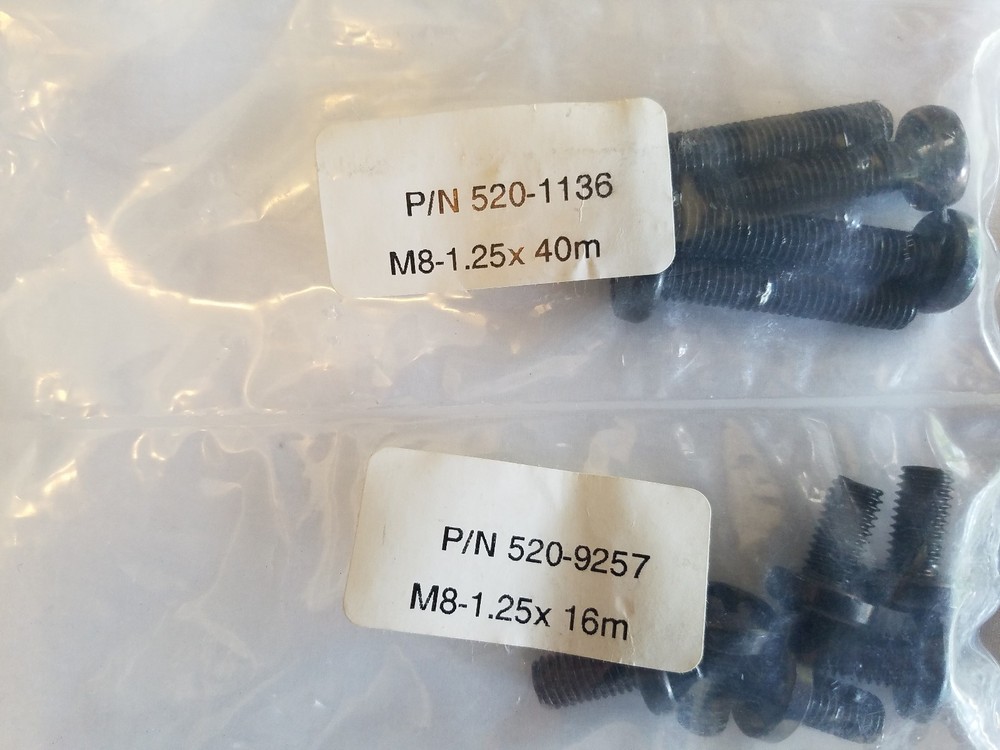 P/N 520-1136
M8-1.25x 40m
P/N 520-9257
M8-1.25x 16m